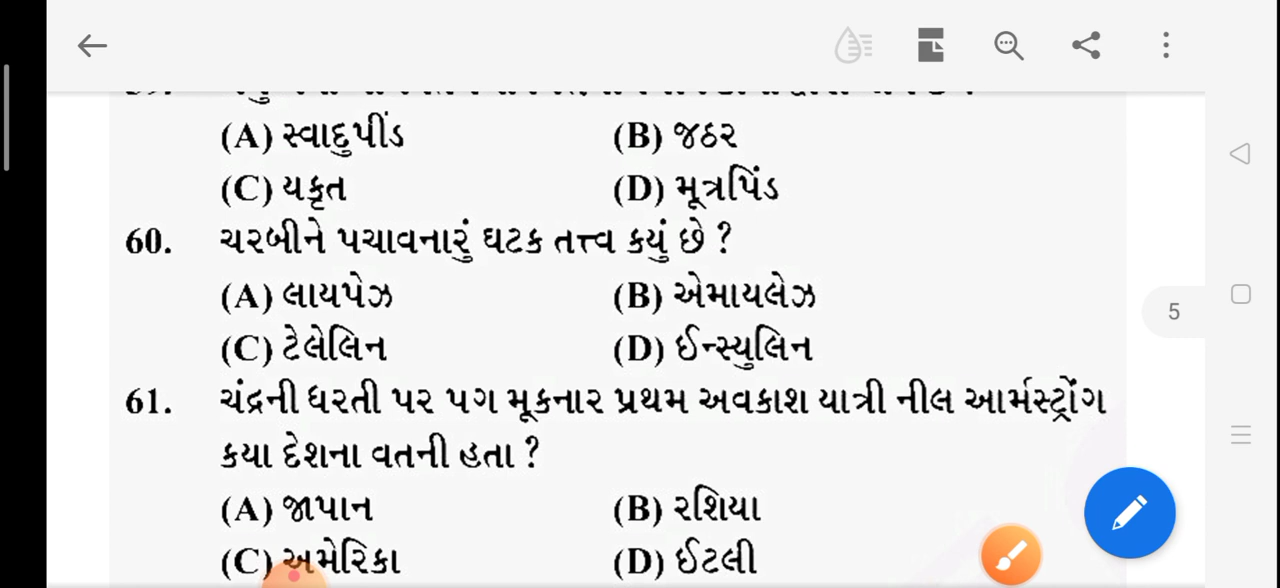 (A) સ્વાદુપીંડ (B) જઠર
(C) યકૃત (D) મૂત્રપિંડ
60. ચરબીને પચાવનારું ઘટક તત્ત્વ કયું છે ?
(A) લાયપેઝ (B) એમાયલેઝ
(C) ટેલેલિન (D) ઈન્સ્યુલિન
5
61. ચંદ્રની ધરતી પર પગ મૂકનાર પ્રથમ અવકાશ યાત્રી નીલ આર્મસ્ટ્રોંગ
કયા દેશના વતની હતા ?
(A) જાપાન (B) રશિયા
(C) અમેરિકા (D) ઈટલી